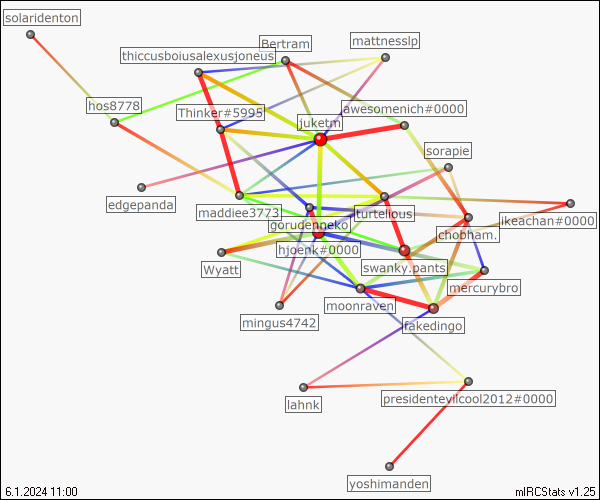 solaridenton
Bertram
mattnesslp
thiccusboiusalexusjoneus
hos8778
Thinker#5995
juketm
awesomenich#0000
sorapie
edgepanda
maddiee3773
turtelious
ikeachan#0000
gorudenneko
chobham.
hjoenk#0000
Wyatt
swanky.pants
mercurybro
moonraven
mingus4742
fakedingo
lahnk
presidentevilcool2012#0000
yoshimanden
6.1.2024 11:00
mIRCStats v1.25